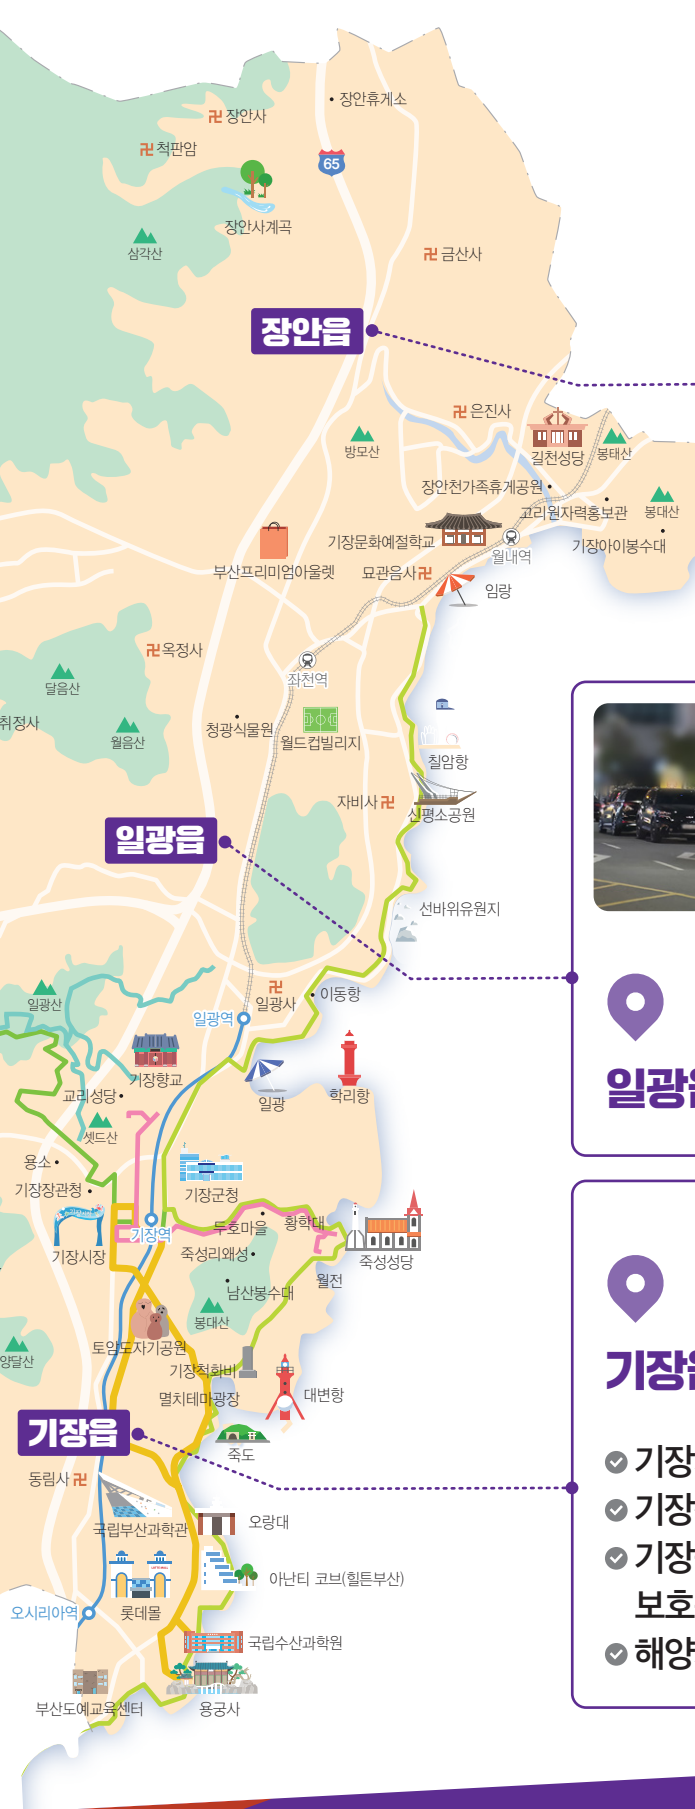 장안휴게소
장안사
척판암
65
장안사계곡
삼각산
금산사
장안읍
은진사
방모산
길천성당
봉태산
장안천가족휴게공원
고리원자력홍보관
봉대산
기장문화예절학교
기장아이봉수대
월내역
부산프리미엄아울렛
묘관음사
임랑
옥정사
좌천역
달음산
취정사
청광식물원
월드컵빌리지
월음산
칠암항
자비사
신평소공원
일광읍
선바위유원지
일광산
일광사
이동항
일광역
기장향교
교리성당
일광
학리항
셋드산
용소
기장장관청
기장군청
기장역
두호마을
황학대
기장시장
죽성리왜성
죽성성당
월전
남산봉수대
봉대산
토암도자기공원
양달산
기장척화비
멸치테마광장
대변항
기장읍
죽도
동림사
국립부산과학관
오랑대
아난티 코브(힐튼부산)
오시리아역
롯데몰
국립수산과학원
부산도예교육센터
용궁사
일광
기장
기장
기장
기장
보호
해양